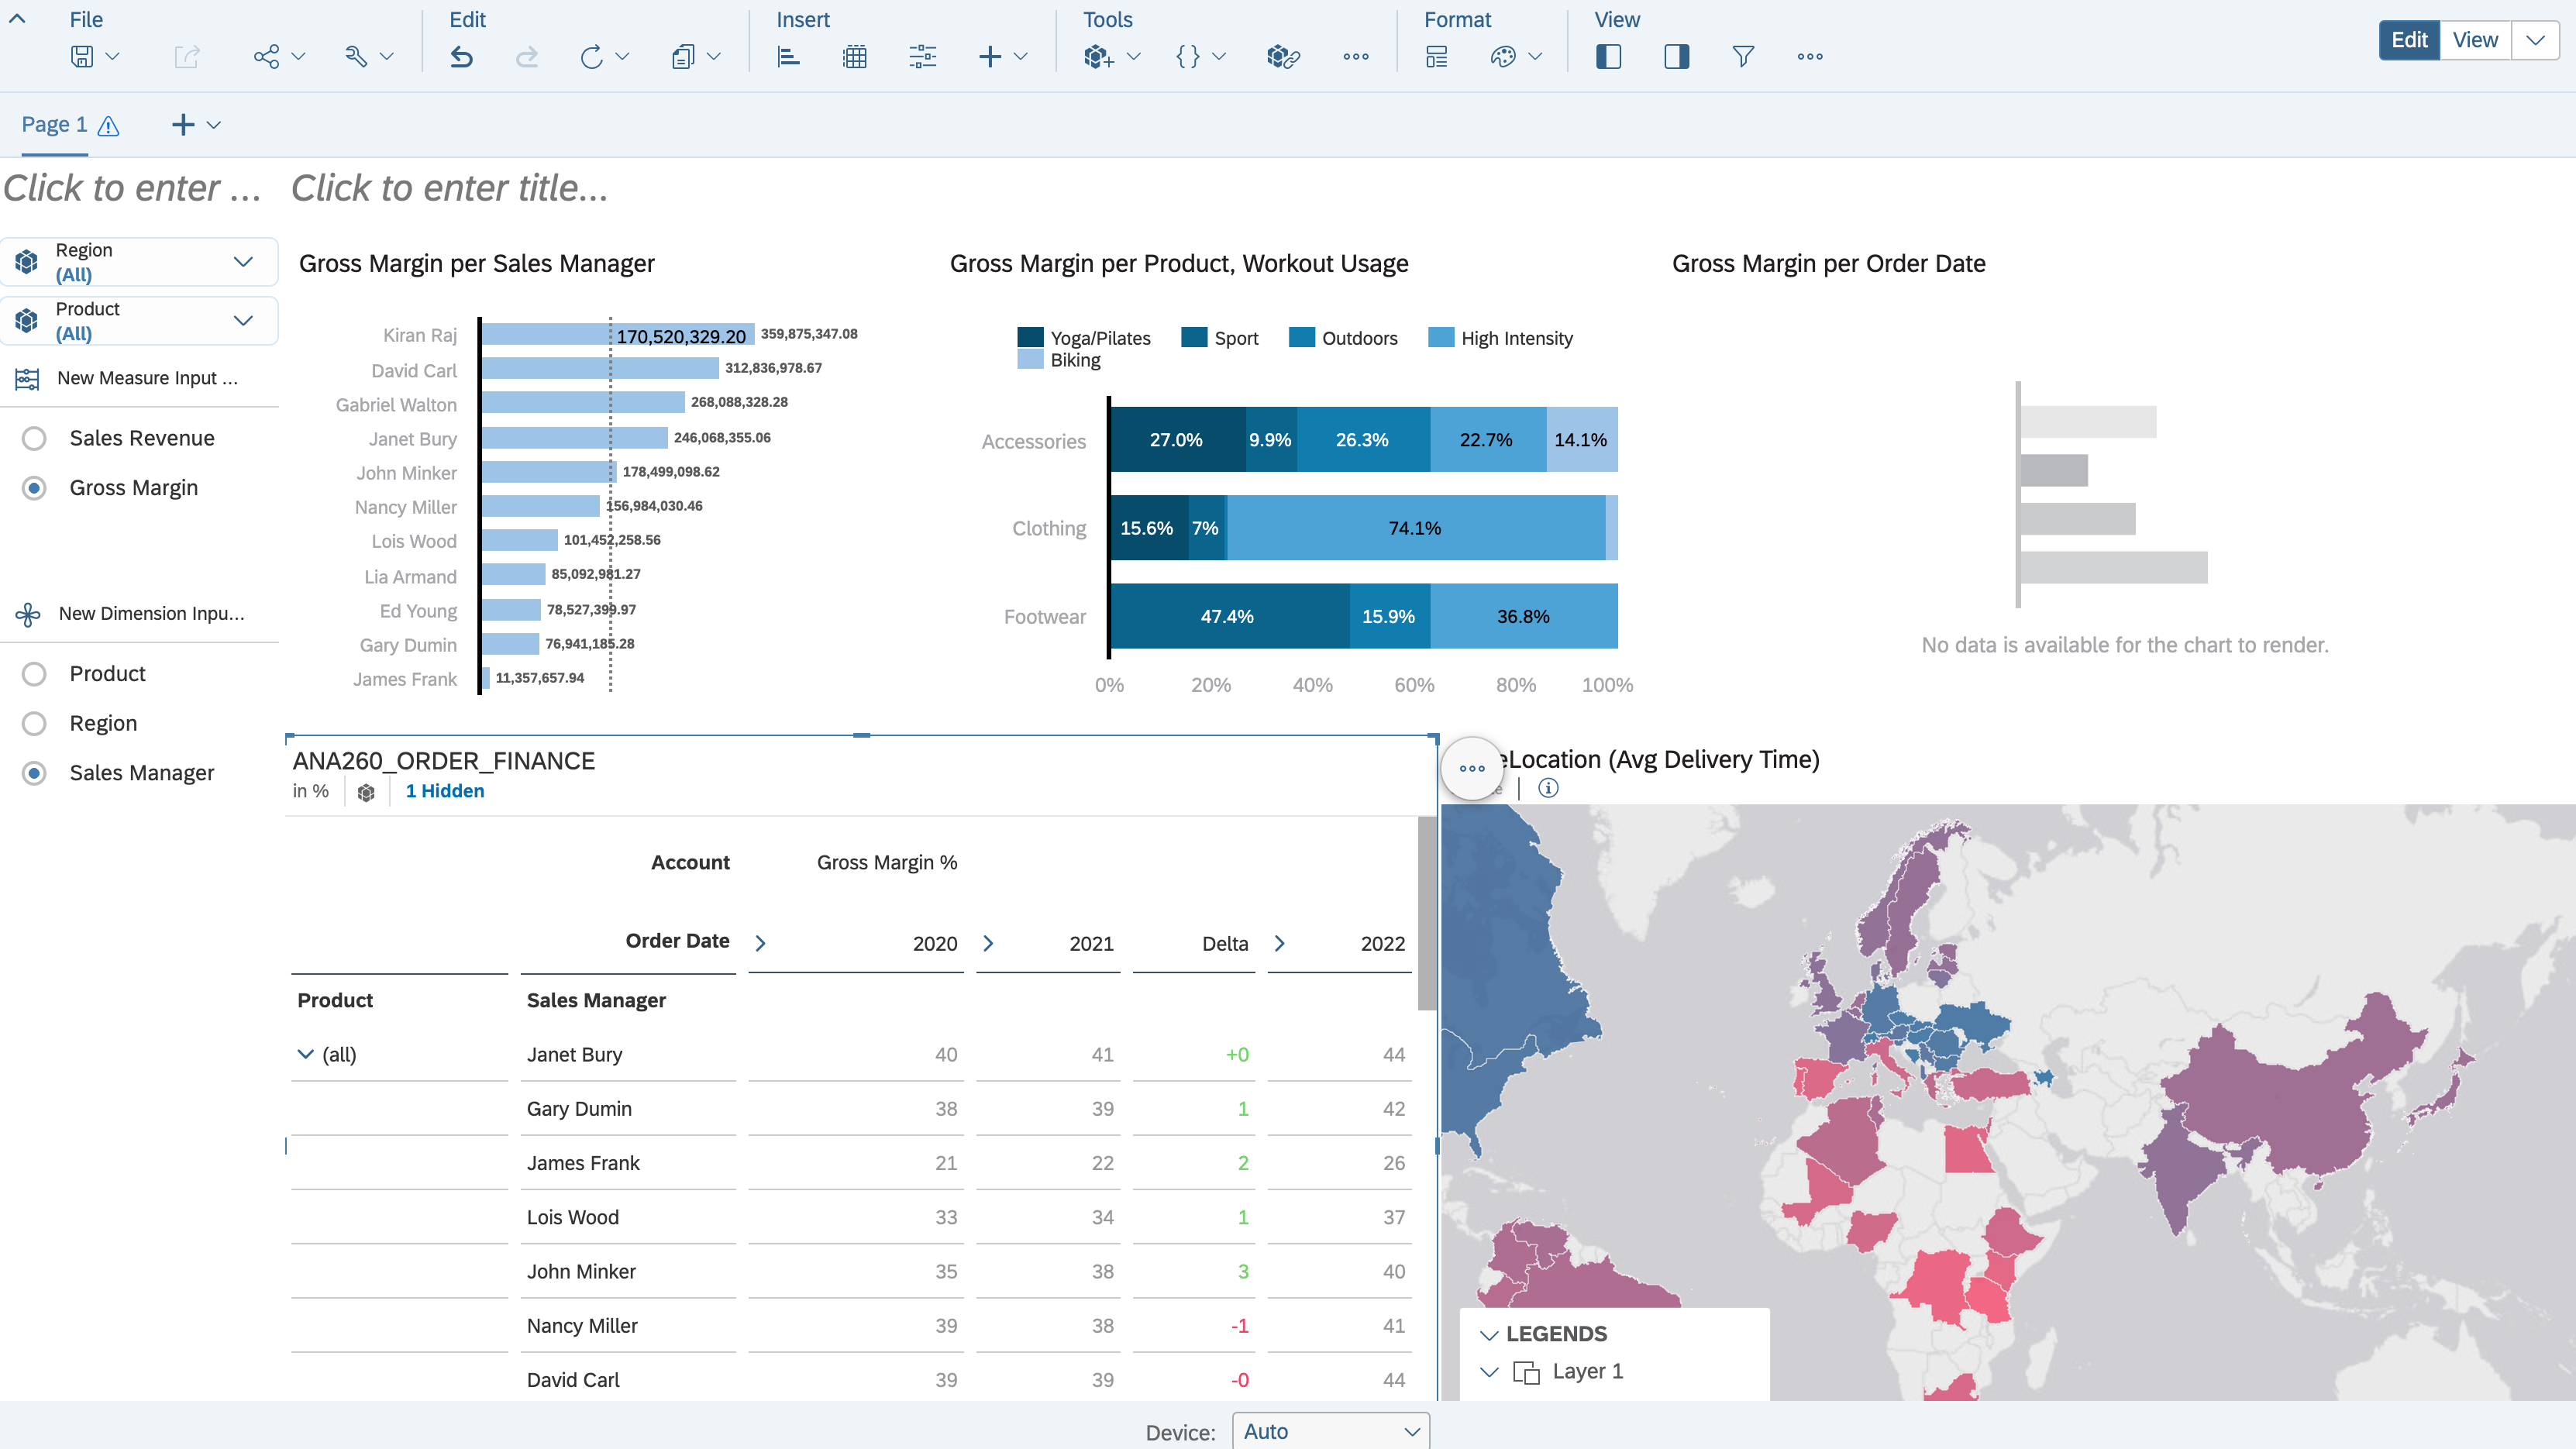 File Edit Insert Tools Format View
Edit View
Page 1
Click to enter ... Click to enter title...
Region
(All)
Product
(All)
New Measure Input ...
Sales Revenue
Gross Margin
New Dimension Inpu...
Product
Region
Sales Manager
Gross Margin per Sales Manager
Kiran Raj 170,520,329.20 359,875,347.08
David Carl 312,836,978.67
Gabriel Walton 268,088,328.28
Janet Bury 246,068,355.06
John Minker 178,499,098.62
Nancy Miller 156,984,030.46
Lois Wood 101,452,258.56
Lia Armand 85,092,981.27
Ed Young 78,527,399.97
Gary Dumin 76,941,185.28
James Frank 11,357,657.94
Gross Margin per Product, Workout Usage
Yoga/Pilates Sport Outdoors High Intensity
Biking
Accessories 27.0% 9.9% 26.3% 22.7% 14.1%
Clothing 15.6% 7% 74.1%
Footwear 47.4% 15.9% 36.8%
0% 20% 40% 60% 80% 100%
Gross Margin per Order Date
No data is available for the chart to render.
ANA260_ORDER_FINANCE
in % 1 Hidden
Account Gross Margin %
Order Date 2020 2021 Delta 2022
Product Sales Manager
(all) Janet Bury 40 41 +0 44
Gary Dumin 38 39 1 42
James Frank 21 22 2 26
Lois Wood 33 34 1 37
John Minker 35 38 3 40
Nancy Miller 39 38 -1 41
David Carl 39 39 -0 44
eLocation (Avg Delivery Time)
LEGENDS
Layer 1
Device: Auto